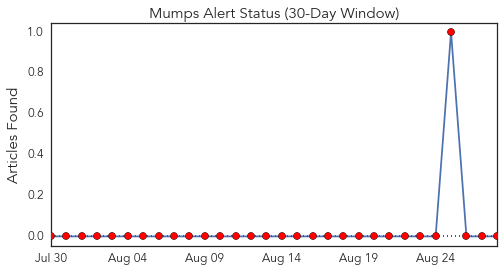 Mumps Alert Status (30-Day Window)
Articles Found
1.0
0.8
0.6
0.4
0.2
0.0
Jul 30 Aug 04 Aug 09 Aug 14 Aug 19 Aug 24